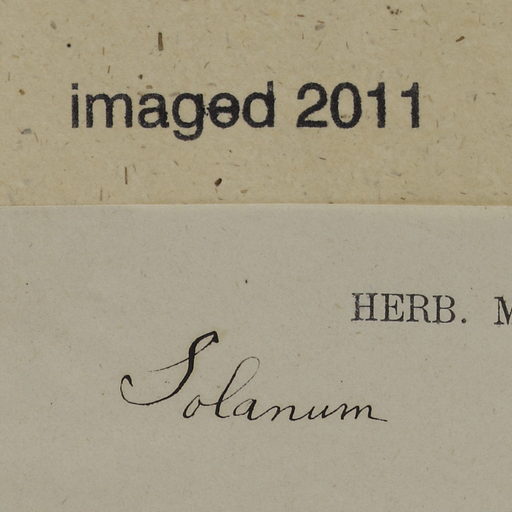 imaged 2011
HERB. M
Solanum